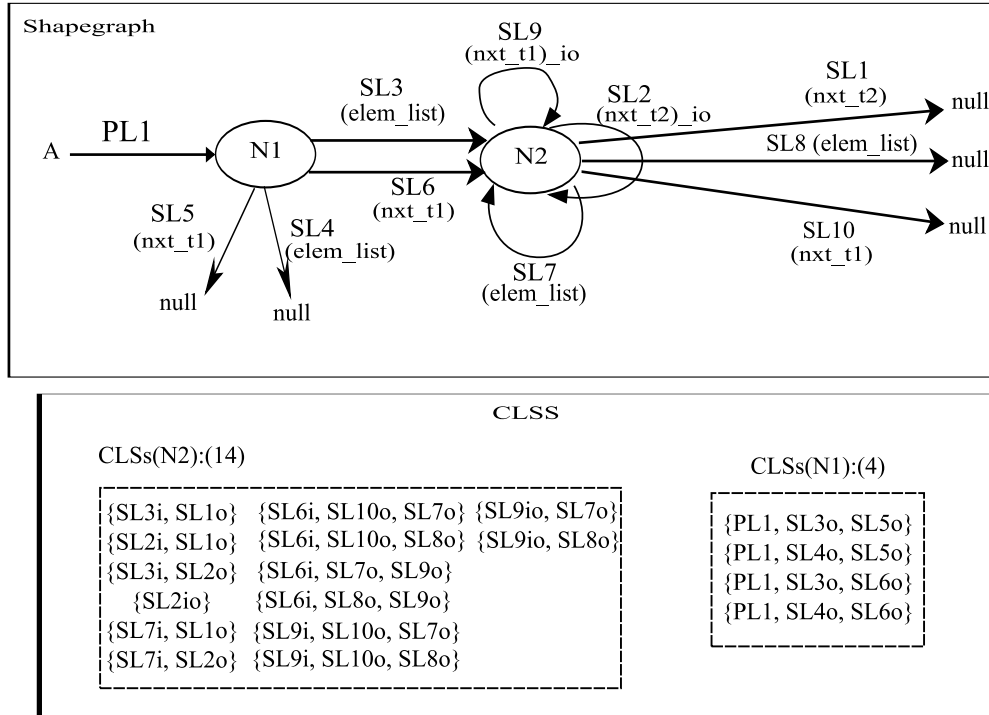 Shapegraph
SL9
(nxt_t1)_io
SL3
(elem_list)
SL2
(nxt_t2)_io
SL1
(nxt_t2)
null
A
PL1
N1
N2
SL8 (elem_list)
null
SL6
(nxt_t1)
SL5
(nxt_t1)
SL4
(elem_list)
SL10
(nxt_t1)
null
SL7
(elem_list)
null
null
CLSS
CLSs(N2):(14)
{SL3i, SL1o} {SL6i, SL10o, SL7o} {SL9io, SL7o}
{SL2i, SL1o} {SL6i, SL10o, SL8o} {SL9io, SL8o}
{SL3i, SL2o} {SL6i, SL7o, SL9o}
{SL2io} {SL6i, SL8o, SL9o}
{SL7i, SL1o} {SL9i, SL10o, SL7o}
{SL7i, SL2o} {SL9i, SL10o, SL8o}
CLSs(N1):(4)
{PL1, SL3o, SL5o}
{PL1, SL4o, SL5o}
{PL1, SL3o, SL6o}
{PL1, SL4o, SL6o}